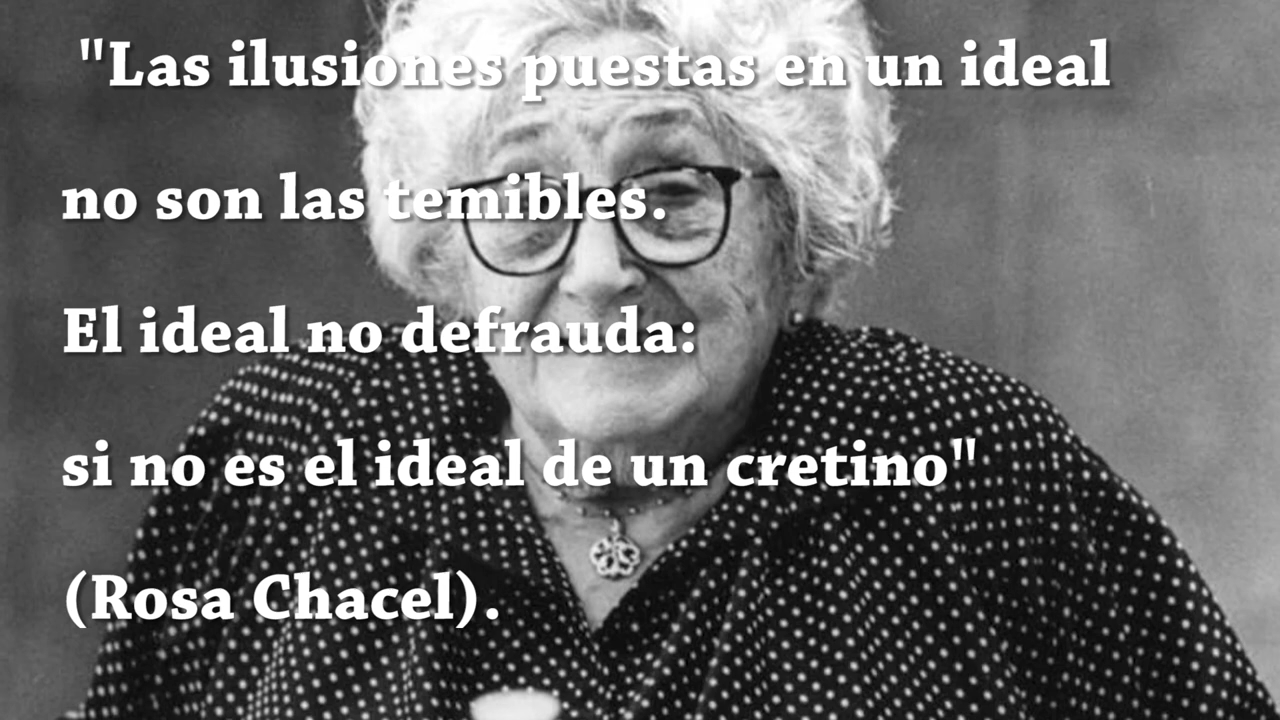 "Las ilusiones puestas en un ideal
no son las temibles.
El ideal no defrauda:
si no es el ideal de un cretino"
(Rosa Chacel).